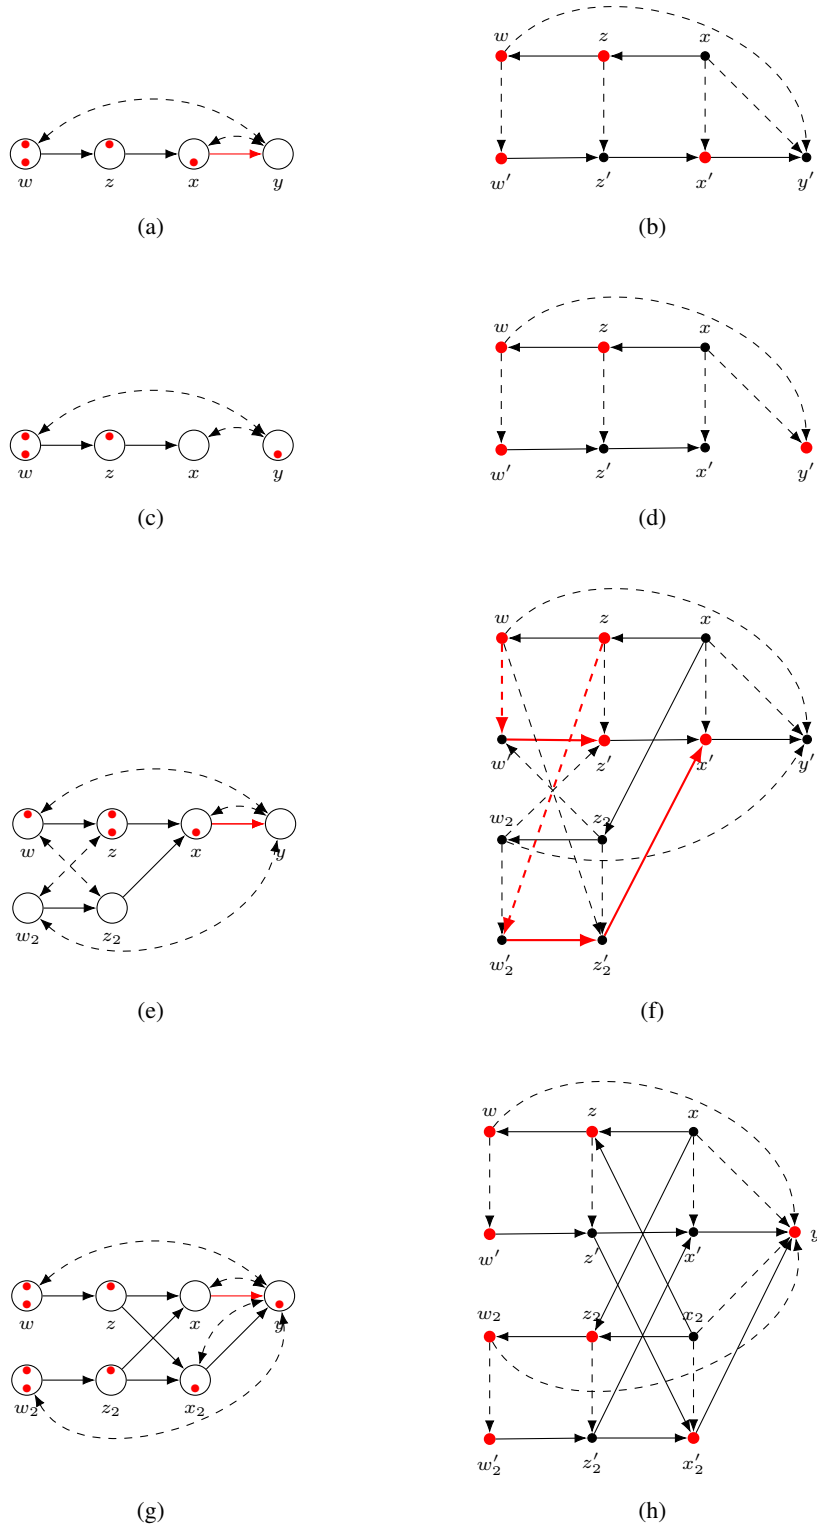 w z x y
(a)
w z x
w′ z′ x′ y′
(b)
w z x y
(c)
w z x
w′ z′ x′ y′
(d)
w z x y
w₂ z₂
(e)
w z x
w′ z′ x′ y′
w₂ z₂
w′₂ z′₂
(f)
w z x y
w₂ z₂ x₂
(g)
w z x
w′ z′ x′ y
w₂ z₂ x₂
w′₂ z′₂ x′₂
(h)